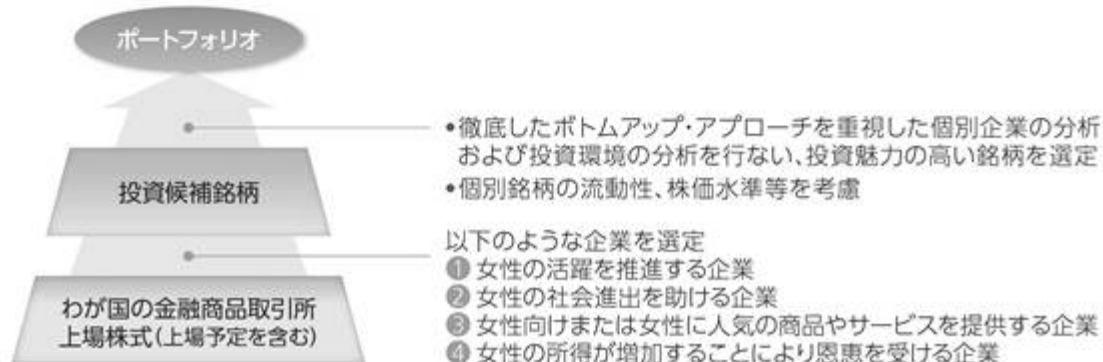 ポートフォリオ
•徹底したボトムアップ・アプローチを重視した個別企業の分析
および投資環境の分析を行ない、投資魅力の高い銘柄を選定
•個別銘柄の流動性、株価水準等を考慮
投資候補銘柄
以下のような企業を選定
❶ 女性の活躍を推進する企業
❷ 女性の社会進出を助ける企業
❸ 女性向けまたは女性に人気の商品やサービスを提供する企業
❹ 女性の所得が増加することにより恩恵を受ける企業
わが国の金融商品取引所
上場株式(上場予定を含む)